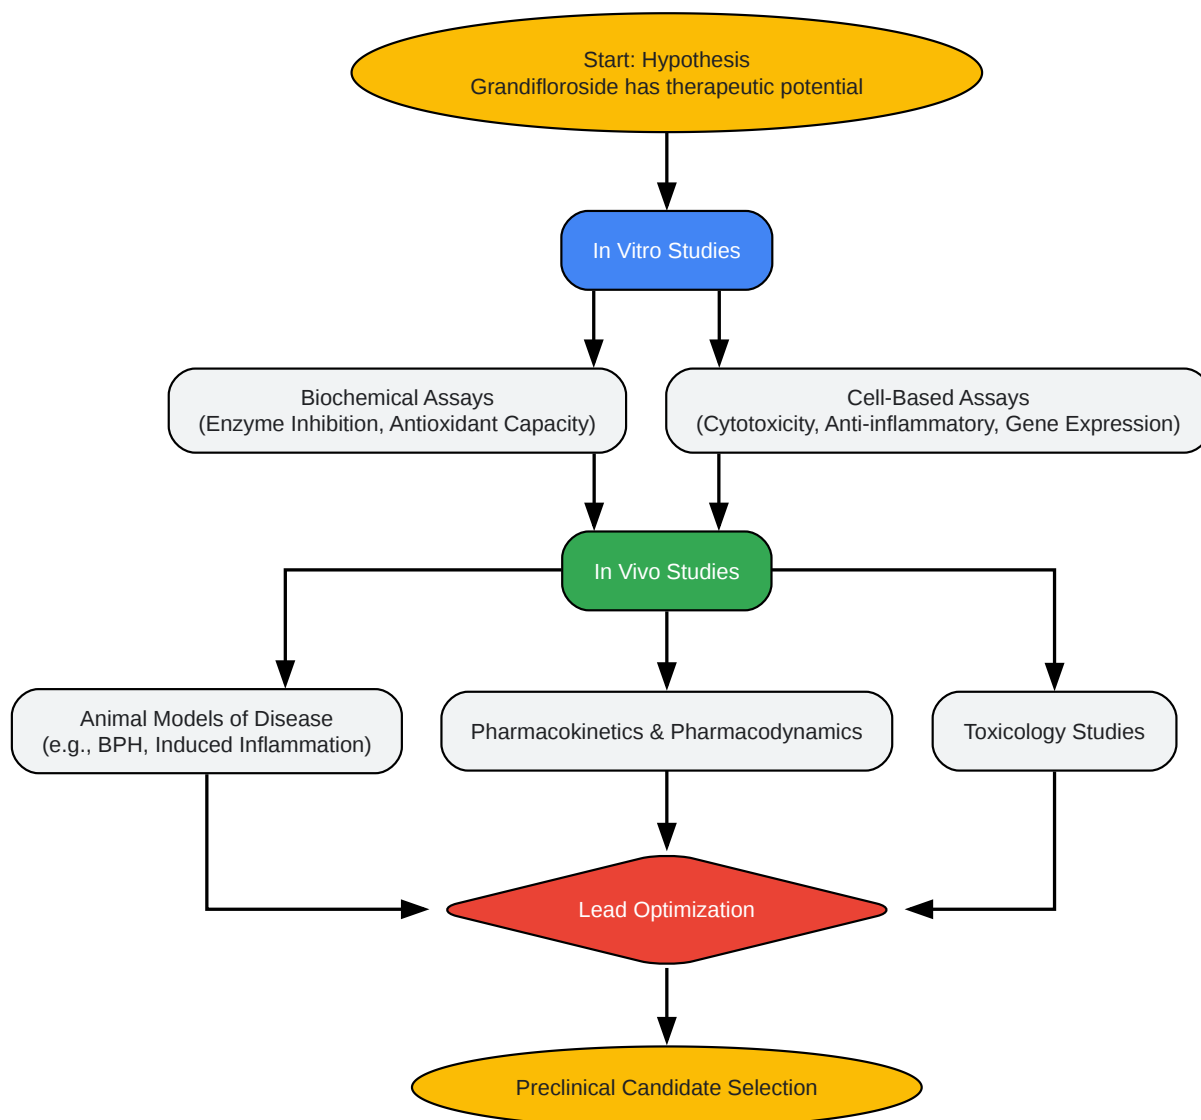 Start: Hypothesis
Grandifloroside has therapeutic potential
In Vitro Studies
Biochemical Assays
(Enzyme Inhibition, Antioxidant Capacity)
Cell-Based Assays
(Cytotoxicity, Anti-inflammatory, Gene Expression)
In Vivo Studies
Animal Models of Disease
(e.g., BPH, Induced Inflammation)
Pharmacokinetics & Pharmacodynamics
Toxicology Studies
Lead Optimization
Preclinical Candidate Selection